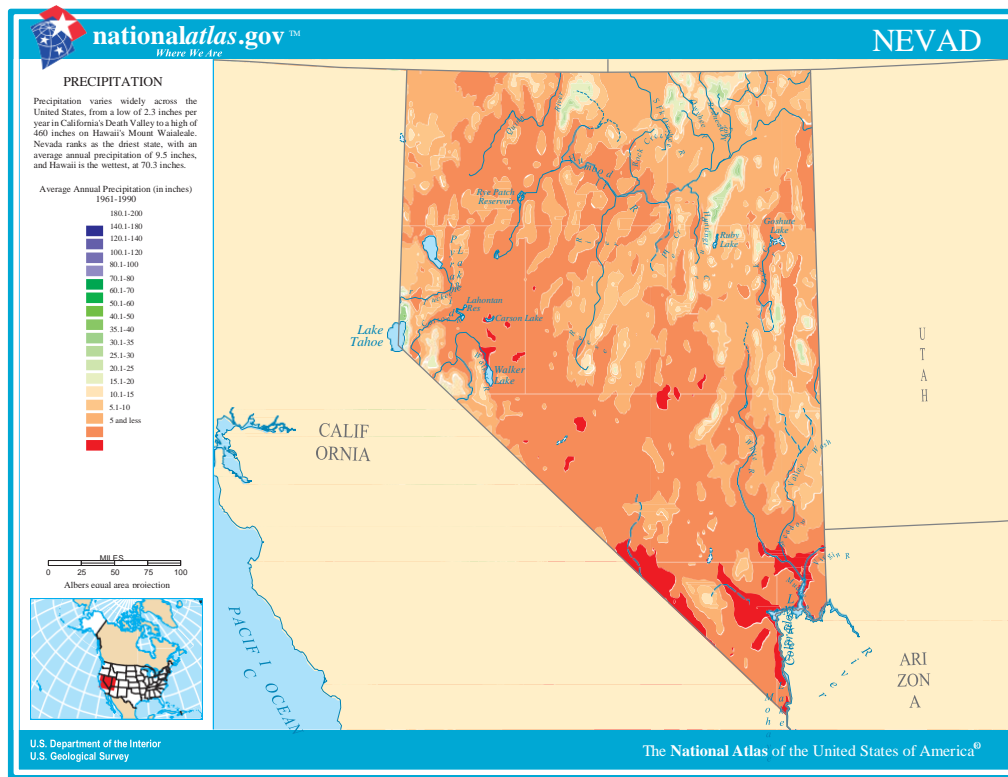 nationalatlas.gov ™
Where We Are
NEVAD
PRECIPITATION
Precipitation varies widely across the
United States, from a low of 2.3 inches per
year in California's Death Valley to a high of
460 inches on Hawaii's Mount Waialeale.
Nevada ranks as the driest state, with an
average annual precipitation of 9.5 inches,
and Hawaii is the wettest, at 70.3 inches.
Average Annual Precipitation (in inches)
1961-1990
180.1-200
140.1-180
120.1-140
100.1-120
80.1-100
70.1-80
60.1-70
50.1-60
40.1-50
35.1-40
30.1-35
25.1-30
20.1-25
15.1-20
10.1-15
5.1-10
5 and less
MILES
0 25 50 75 100
Albers equal area projection
Rye Patch
Reservoir
Ruby
Lake
Goshute
Lake
Lahontan
Res
Carson Lake
Lake
Tahoe
Walker
Lake
UTAH
CALIF
ORNIA
Valley Wash
Virgin R
River
ARI
ZON
A
PACIFI
C OCEAN
U.S. Department of the Interior
U.S. Geological Survey
The National Atlas of the United States of America®